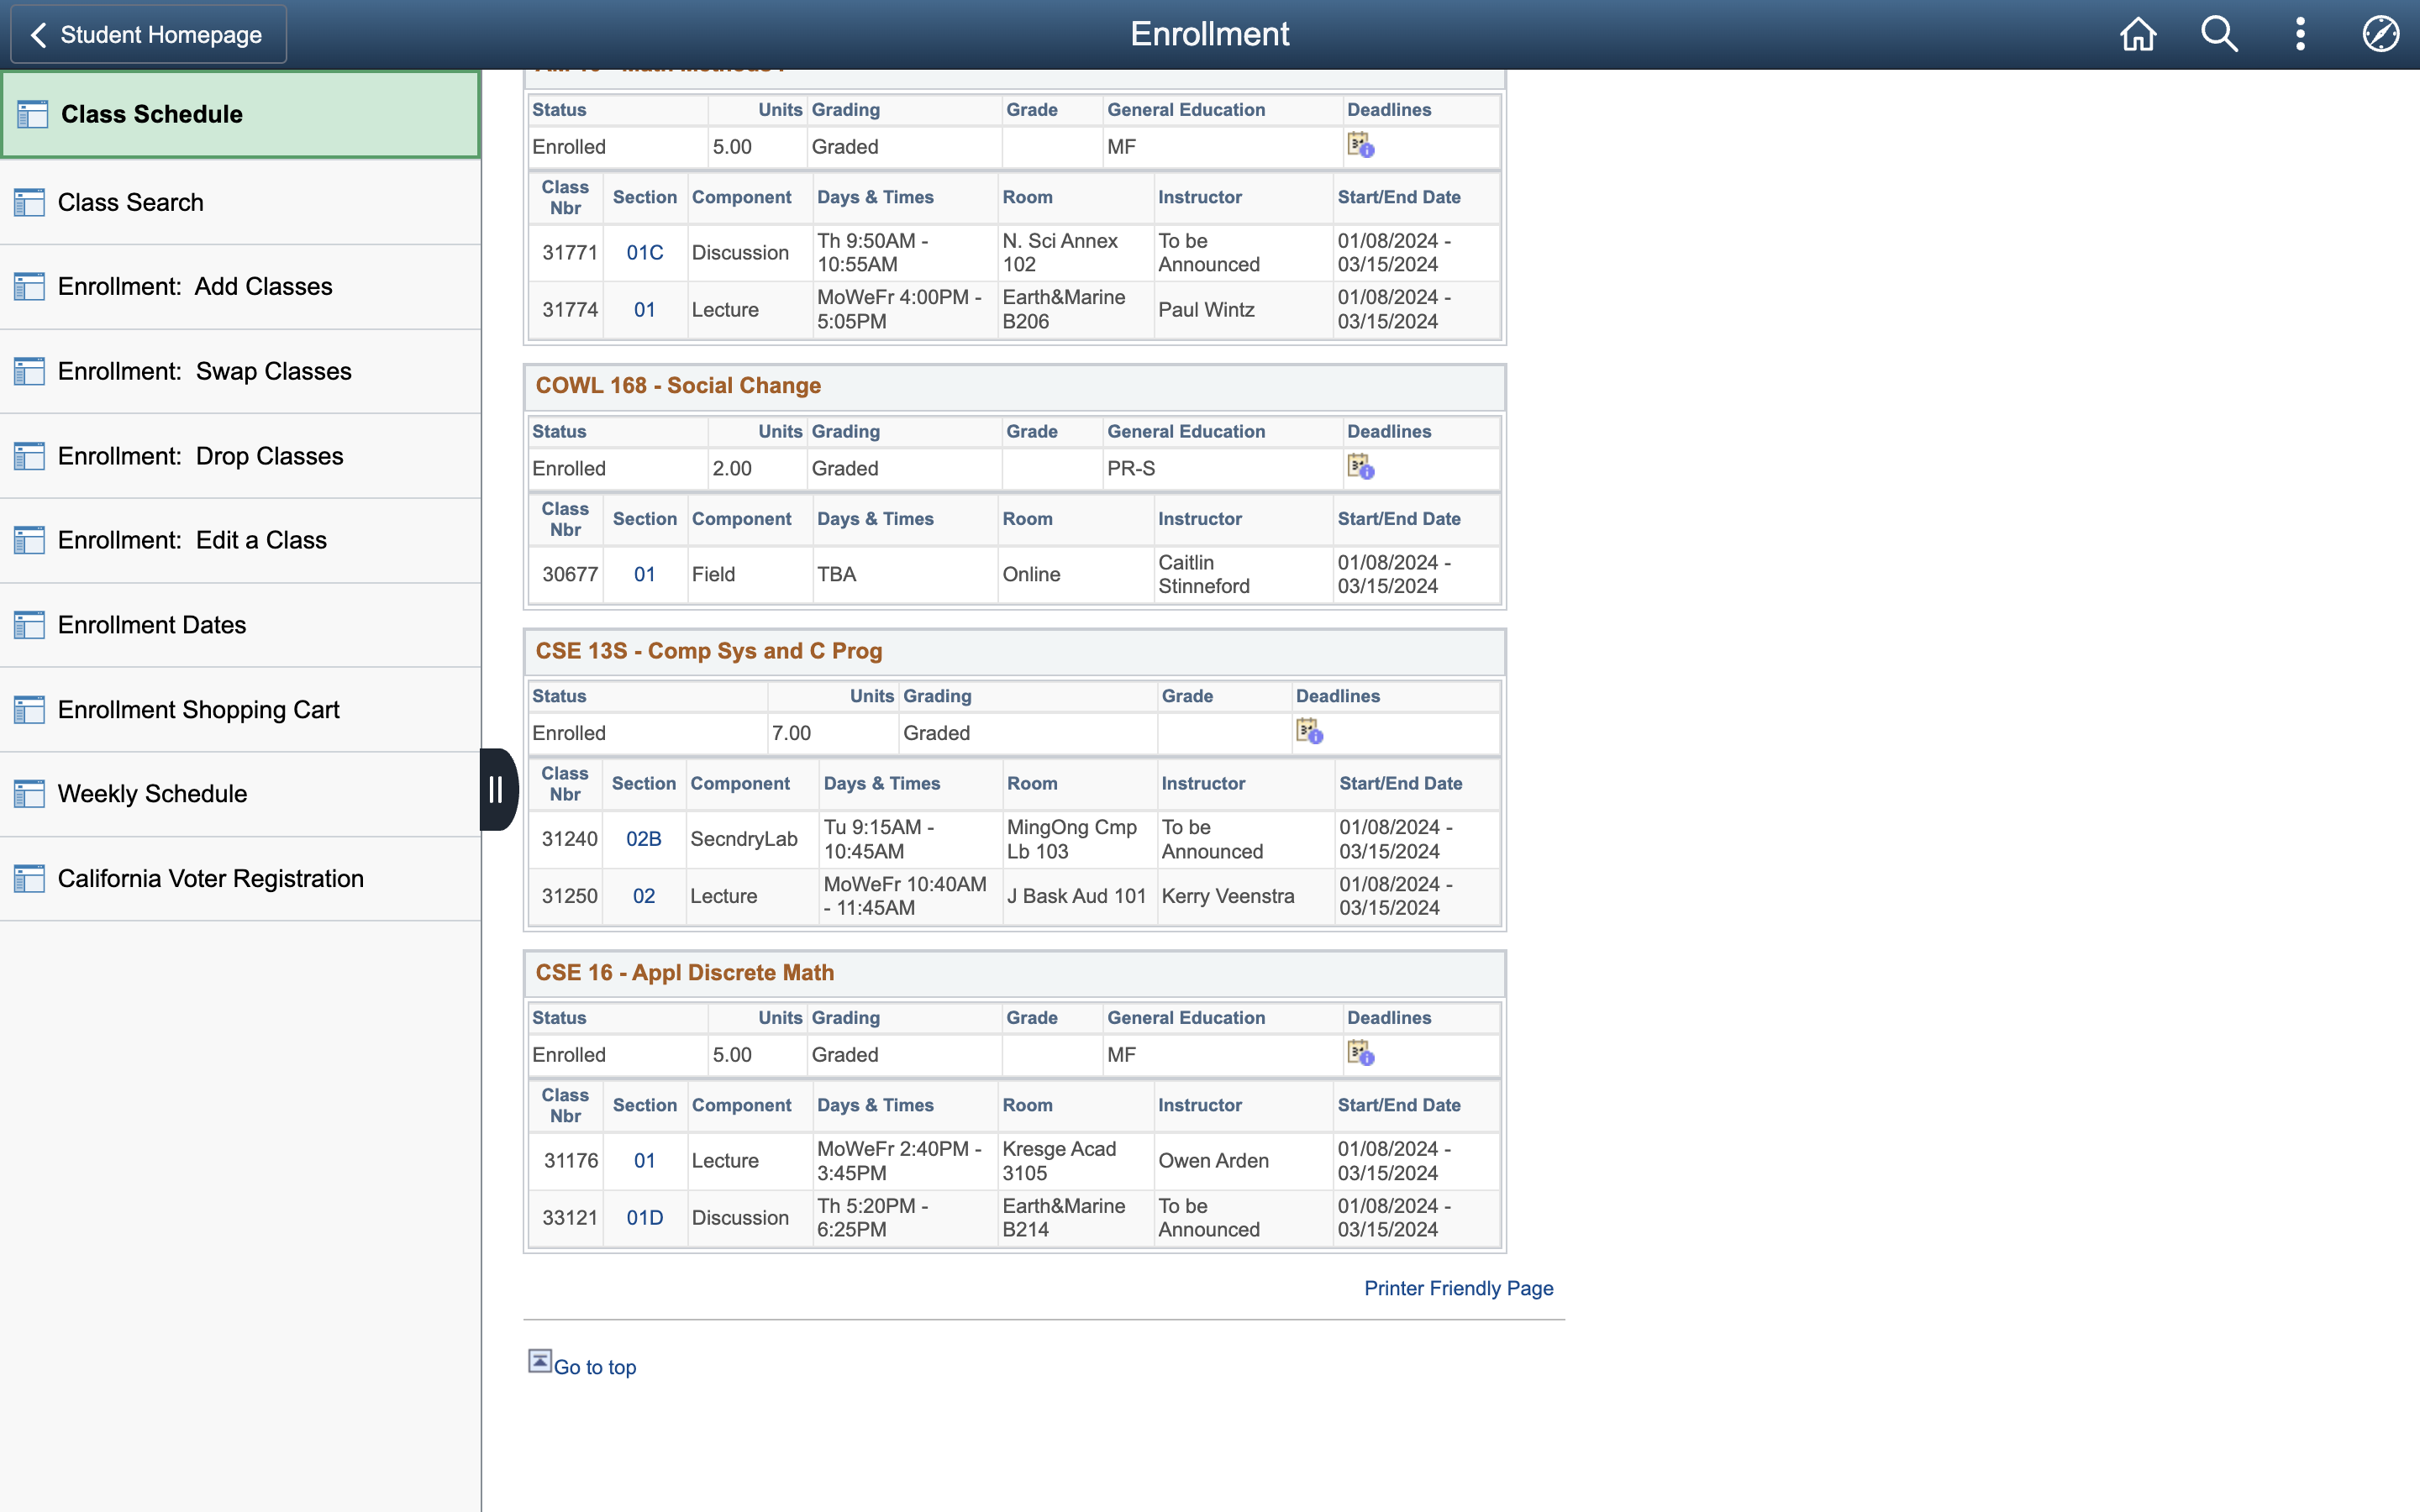 Student Homepage
Enrollment
Class Schedule
Class Search
Enrollment: Add Classes
Enrollment: Swap Classes
Enrollment: Drop Classes
Enrollment: Edit a Class
Enrollment Dates
Enrollment Shopping Cart
Weekly Schedule
California Voter Registration
Status Units Grading Grade General Education Deadlines
Enrolled 5.00 Graded MF
Class Nbr Section Component Days & Times Room Instructor Start/End Date
31771 01C Discussion Th 9:50AM - 10:55AM N. Sci Annex 102 To be Announced 01/08/2024 - 03/15/2024
31774 01 Lecture MoWeFr 4:00PM - 5:05PM Earth&Marine B206 Paul Wintz 01/08/2024 - 03/15/2024
COWL 168 - Social Change
Status Units Grading Grade General Education Deadlines
Enrolled 2.00 Graded PR-S
Class Nbr Section Component Days & Times Room Instructor Start/End Date
30677 01 Field TBA Online Caitlin Stinneford 01/08/2024 - 03/15/2024
CSE 13S - Comp Sys and C Prog
Status Units Grading Grade Deadlines
Enrolled 7.00 Graded
Class Nbr Section Component Days & Times Room Instructor Start/End Date
31240 02B SecndryLab Tu 9:15AM - 10:45AM MingOng Cmp Lb 103 To be Announced 01/08/2024 - 03/15/2024
31250 02 Lecture MoWeFr 10:40AM - 11:45AM J Bask Aud 101 Kerry Veenstra 01/08/2024 - 03/15/2024
CSE 16 - Appl Discrete Math
Status Units Grading Grade General Education Deadlines
Enrolled 5.00 Graded MF
Class Nbr Section Component Days & Times Room Instructor Start/End Date
31176 01 Lecture MoWeFr 2:40PM - 3:45PM Kresge Acad 3105 Owen Arden 01/08/2024 - 03/15/2024
33121 01D Discussion Th 5:20PM - 6:25PM Earth&Marine B214 To be Announced 01/08/2024 - 03/15/2024
Printer Friendly Page
Go to top